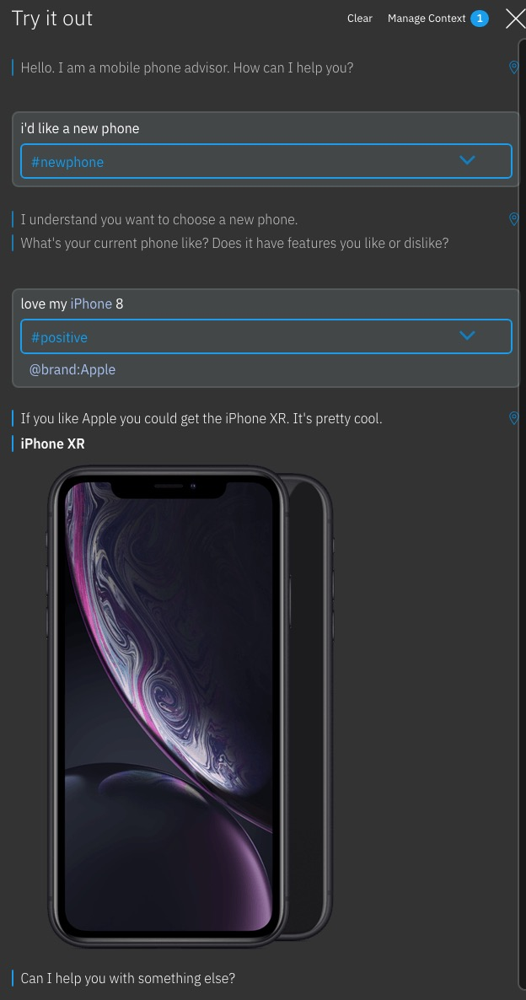 Try it out
Clear
Manage Context 1
Hello. I am a mobile phone advisor. How can I help you?
i'd like a new phone
#newphone
I understand you want to choose a new phone.
What's your current phone like? Does it have features you like or dislike?
love my iPhone 8
#positive
@brand:Apple
If you like Apple you could get the iPhone XR. It's pretty cool.
iPhone XR
Can I help you with something else?